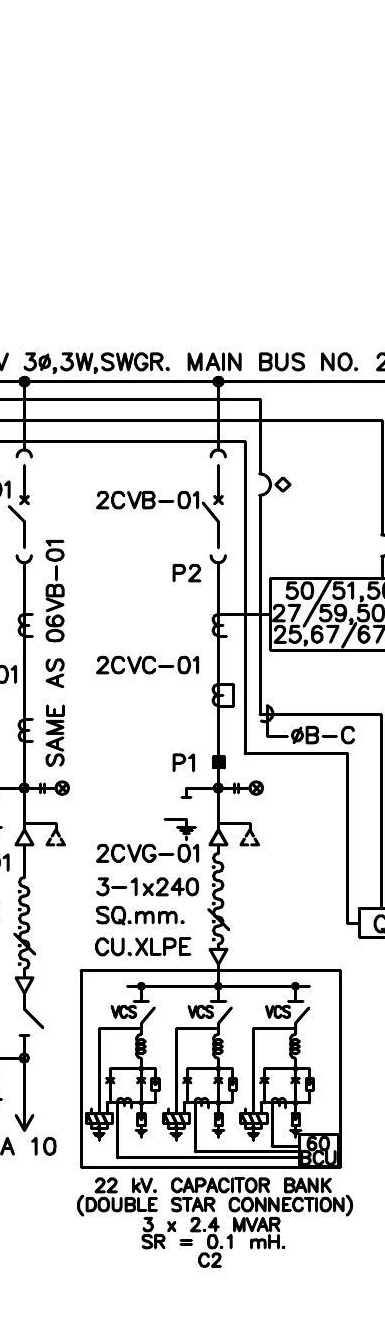 V 3ø,3W,SWGR. MAIN BUS NO. 2
01
2CVB-01
P2
SAME AS 06VB-01
50/51,50
27/59,50
25,67/67
2CVC-01
01
øB-C
P1
2CVG-01
01
3-1x240
SQ.mm.
CU.XLPE
Q
VCS VCS VCS
60
BCU
A 10
22 kV. CAPACITOR BANK
(DOUBLE STAR CONNECTION)
3 x 2.4 MVAR
SR = 0.1 mH.
C2